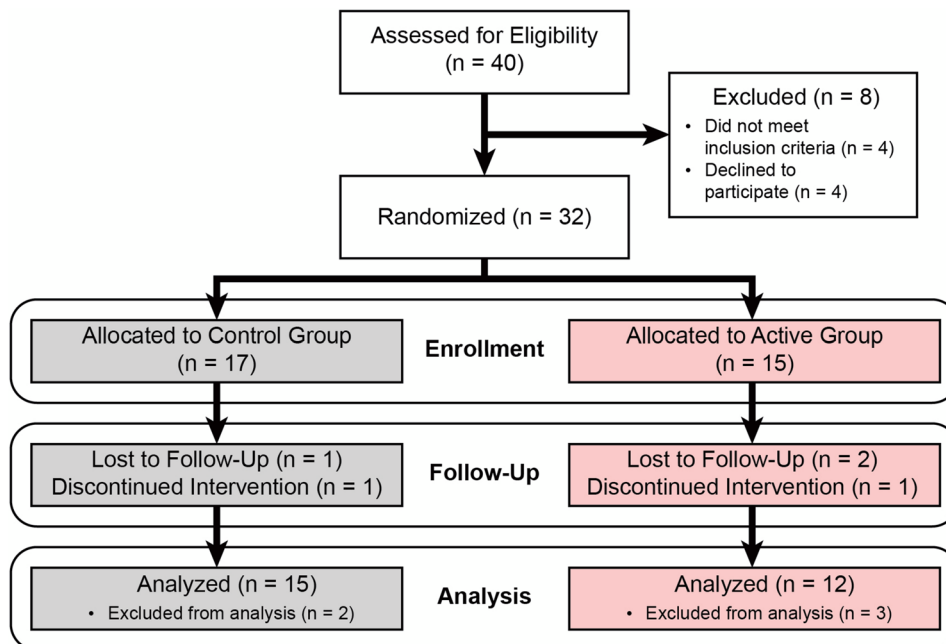 Assessed for Eligibility
(n = 40)
Excluded (n = 8)
• Did not meet
inclusion criteria (n = 4)
• Declined to
participate (n = 4)
Randomized (n = 32)
Allocated to Control Group
(n = 17)
Enrollment
Allocated to Active Group
(n = 15)
Lost to Follow-Up (n = 1)
Discontinued Intervention (n = 1)
Follow-Up
Lost to Follow-Up (n = 2)
Discontinued Intervention (n = 1)
Analyzed (n = 15)
• Excluded from analysis (n = 2)
Analysis
Analyzed (n = 12)
• Excluded from analysis (n = 3)